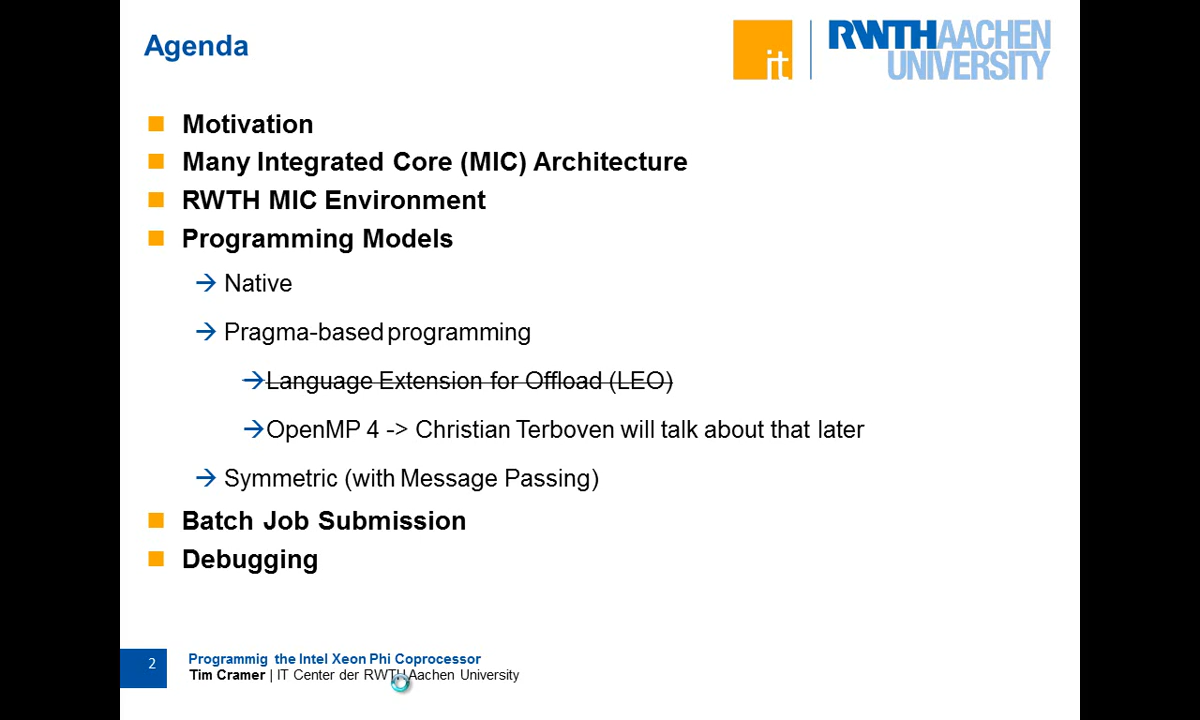 Agenda
it
RWTHAACHEN
UNIVERSITY
Motivation
Many Integrated Core (MIC) Architecture
RWTH MIC Environment
Programming Models
Native
Pragma-based programming
Language Extension for Offload (LEO)
OpenMP 4 -> Christian Terboven will talk about that later
Symmetric (with Message Passing)
Batch Job Submission
Debugging
2
Programmig the Intel Xeon Phi Coprocessor
Tim Cramer | IT Center der RWTH Aachen University